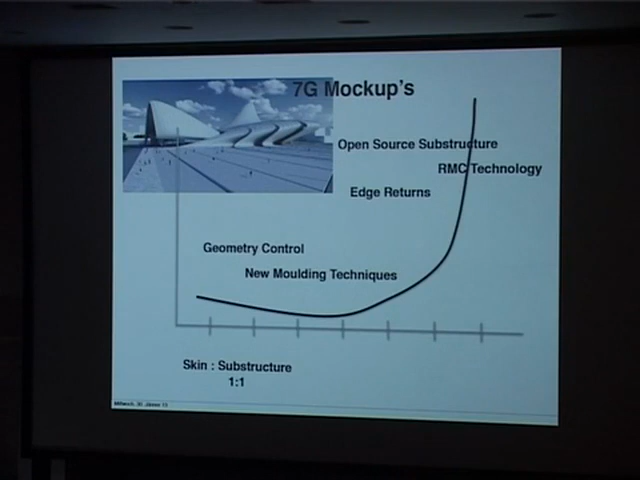 7G Mockup's
Open Source Substructure
RMC Technology
Edge Returns
Geometry Control
New Moulding Techniques
Skin : Substructure
1:1